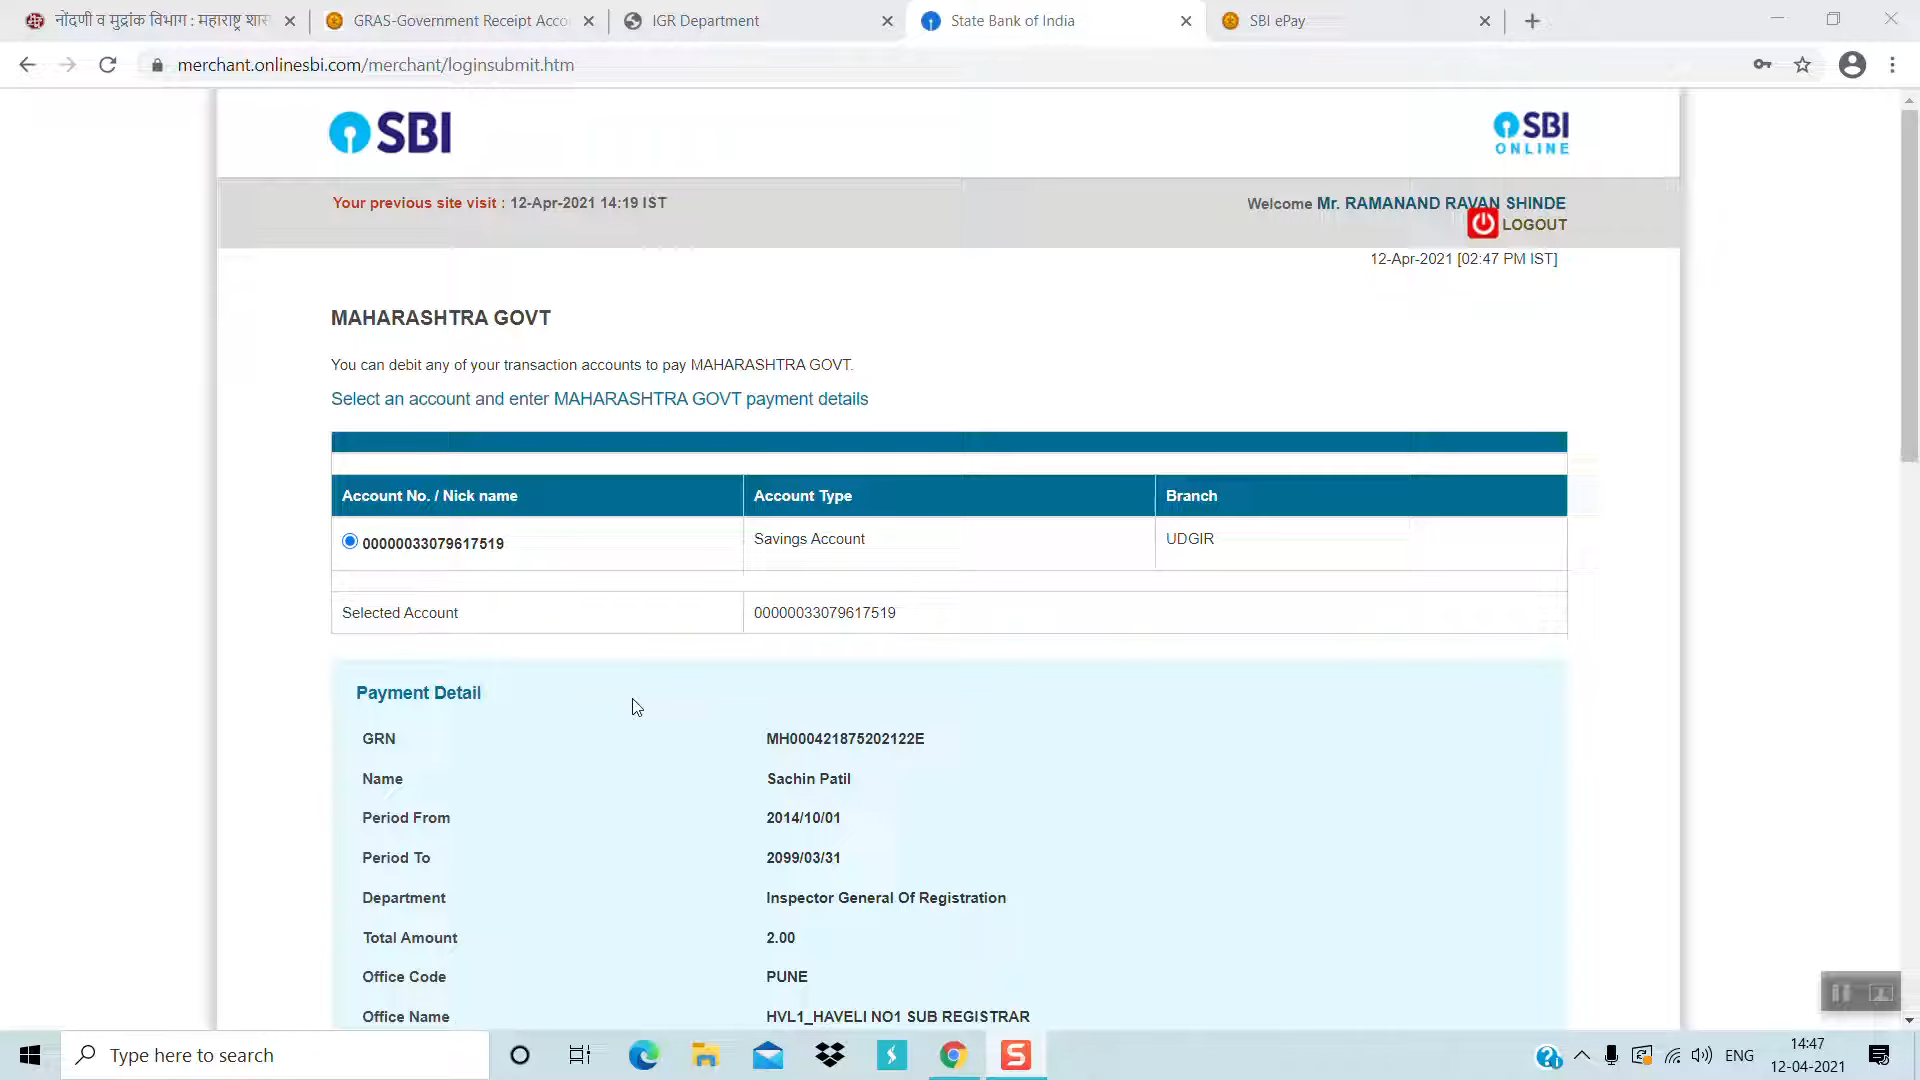 नोंदणी व मुद्रांक विभाग : महाराष्ट्र शास
GRAS-Government Receipt Acco
IGR Department
State Bank of India
SBI ePay
merchant.onlinesbi.com/merchant/loginsubmit.htm
SBI
SBI
ONLINE
Your previous site visit : 12-Apr-2021 14:19 IST
Welcome Mr. RAMANAND RAVAN SHINDE
LOGOUT
12-Apr-2021 [02:47 PM IST]
MAHARASHTRA GOVT
You can debit any of your transaction accounts to pay MAHARASHTRA GOVT.
Select an account and enter MAHARASHTRA GOVT payment details
Account No. / Nick name Account Type Branch
00000033079617519 Savings Account UDGIR
Selected Account 00000033079617519
Payment Detail
GRN MH000421875202122E
Name Sachin Patil
Period From 2014/10/01
Period To 2099/03/31
Department Inspector General Of Registration
Total Amount 2.00
Office Code PUNE
Office Name HVL1_HAVELI NO1 SUB REGISTRAR
Type here to search
ENG
14:47
12-04-2021